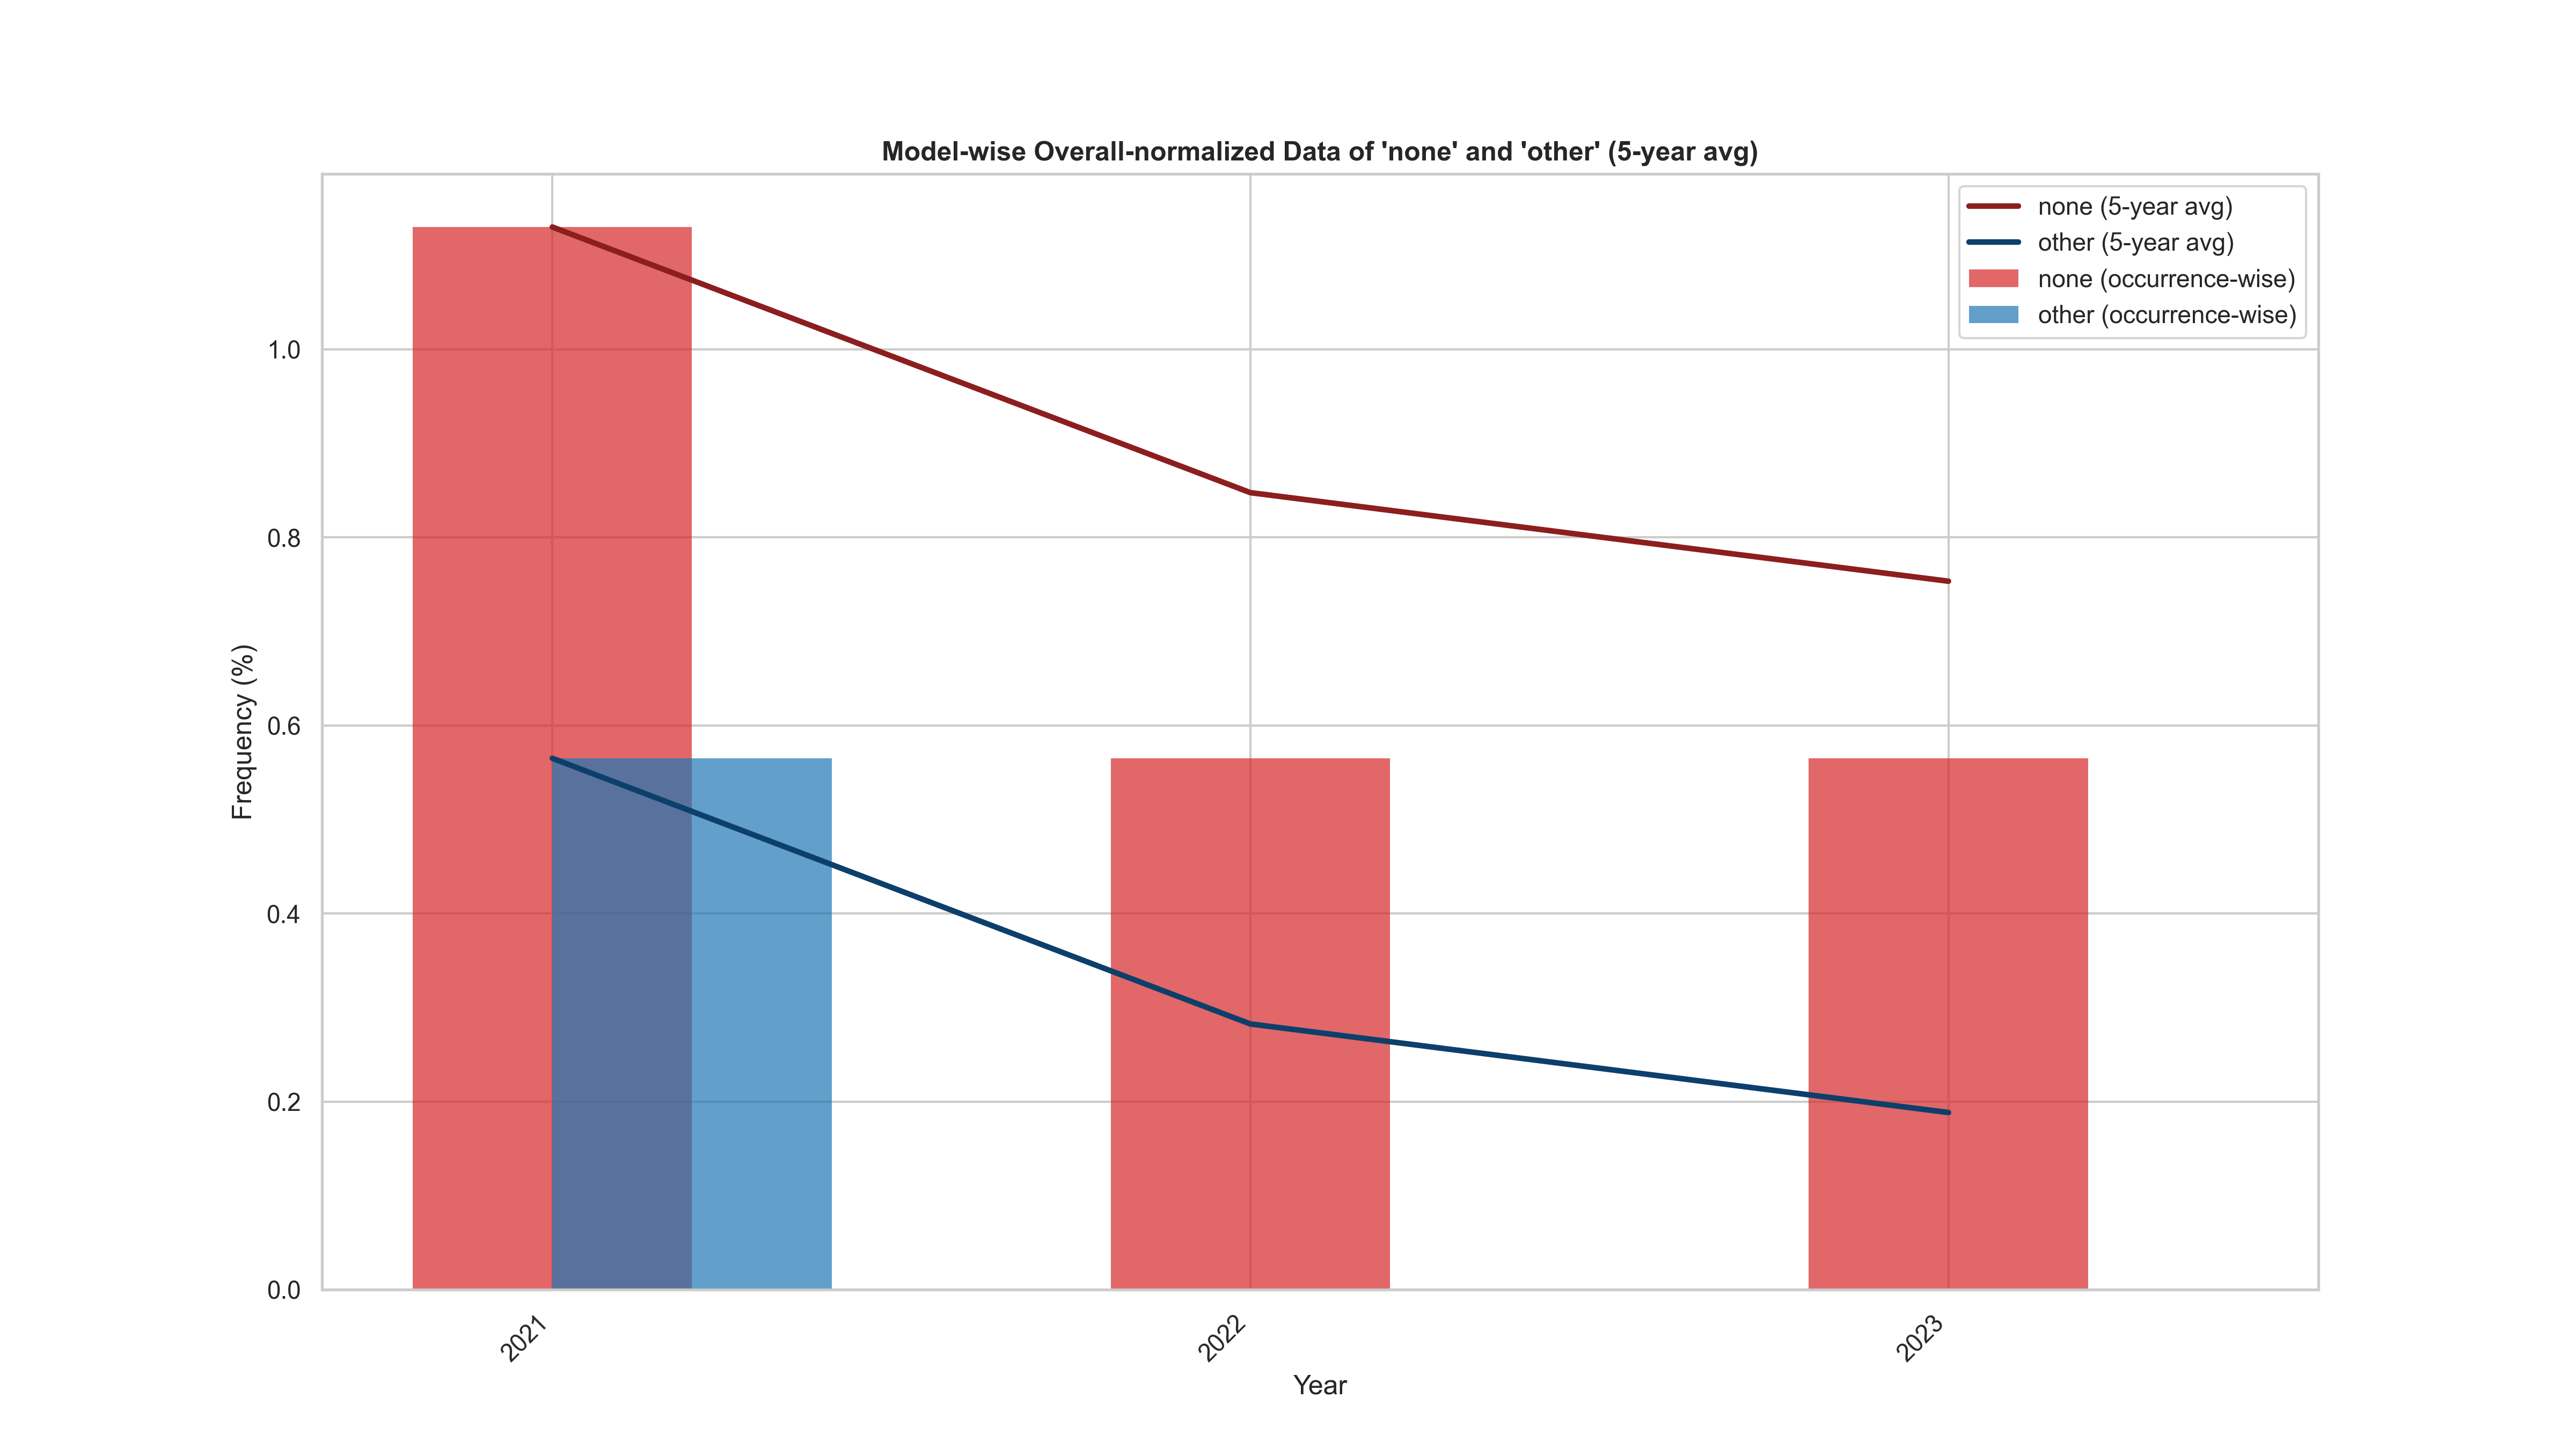 Model-wise Overall-normalized Data of 'none' and 'other' (5-year avg)
none (5-year avg)
other (5-year avg)
none (occurrence-wise)
other (occurrence-wise)
1.0
0.8
0.6
0.4
0.2
0.0
Frequency (%)
2021
2022
2023
Year